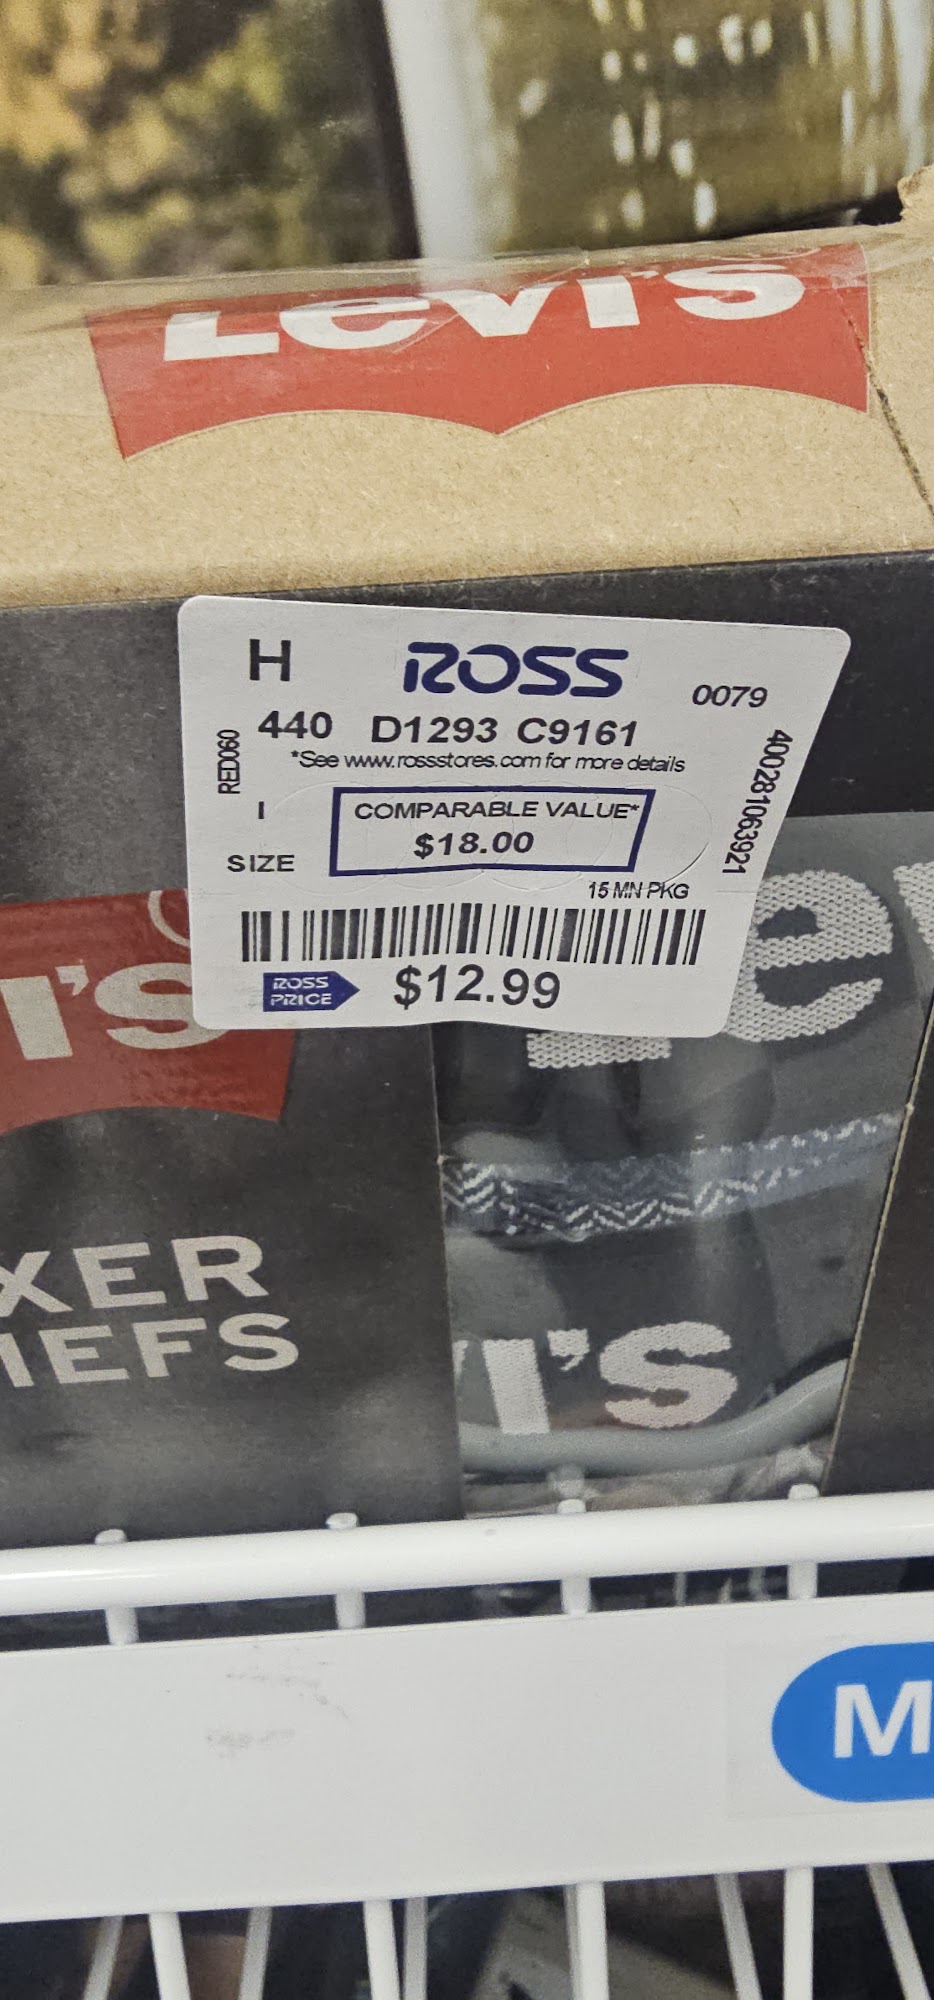 Levi's
H
ROSS
0079
440 D1293 C9161
*See www.rossstores.com for more details
RED060
400281063921
I
COMPARABLE VALUE*
$18.00
SIZE
15 MN PKG
ROSS
PRICE
$12.99
I'S
e
XER
IEFS
I'S
M